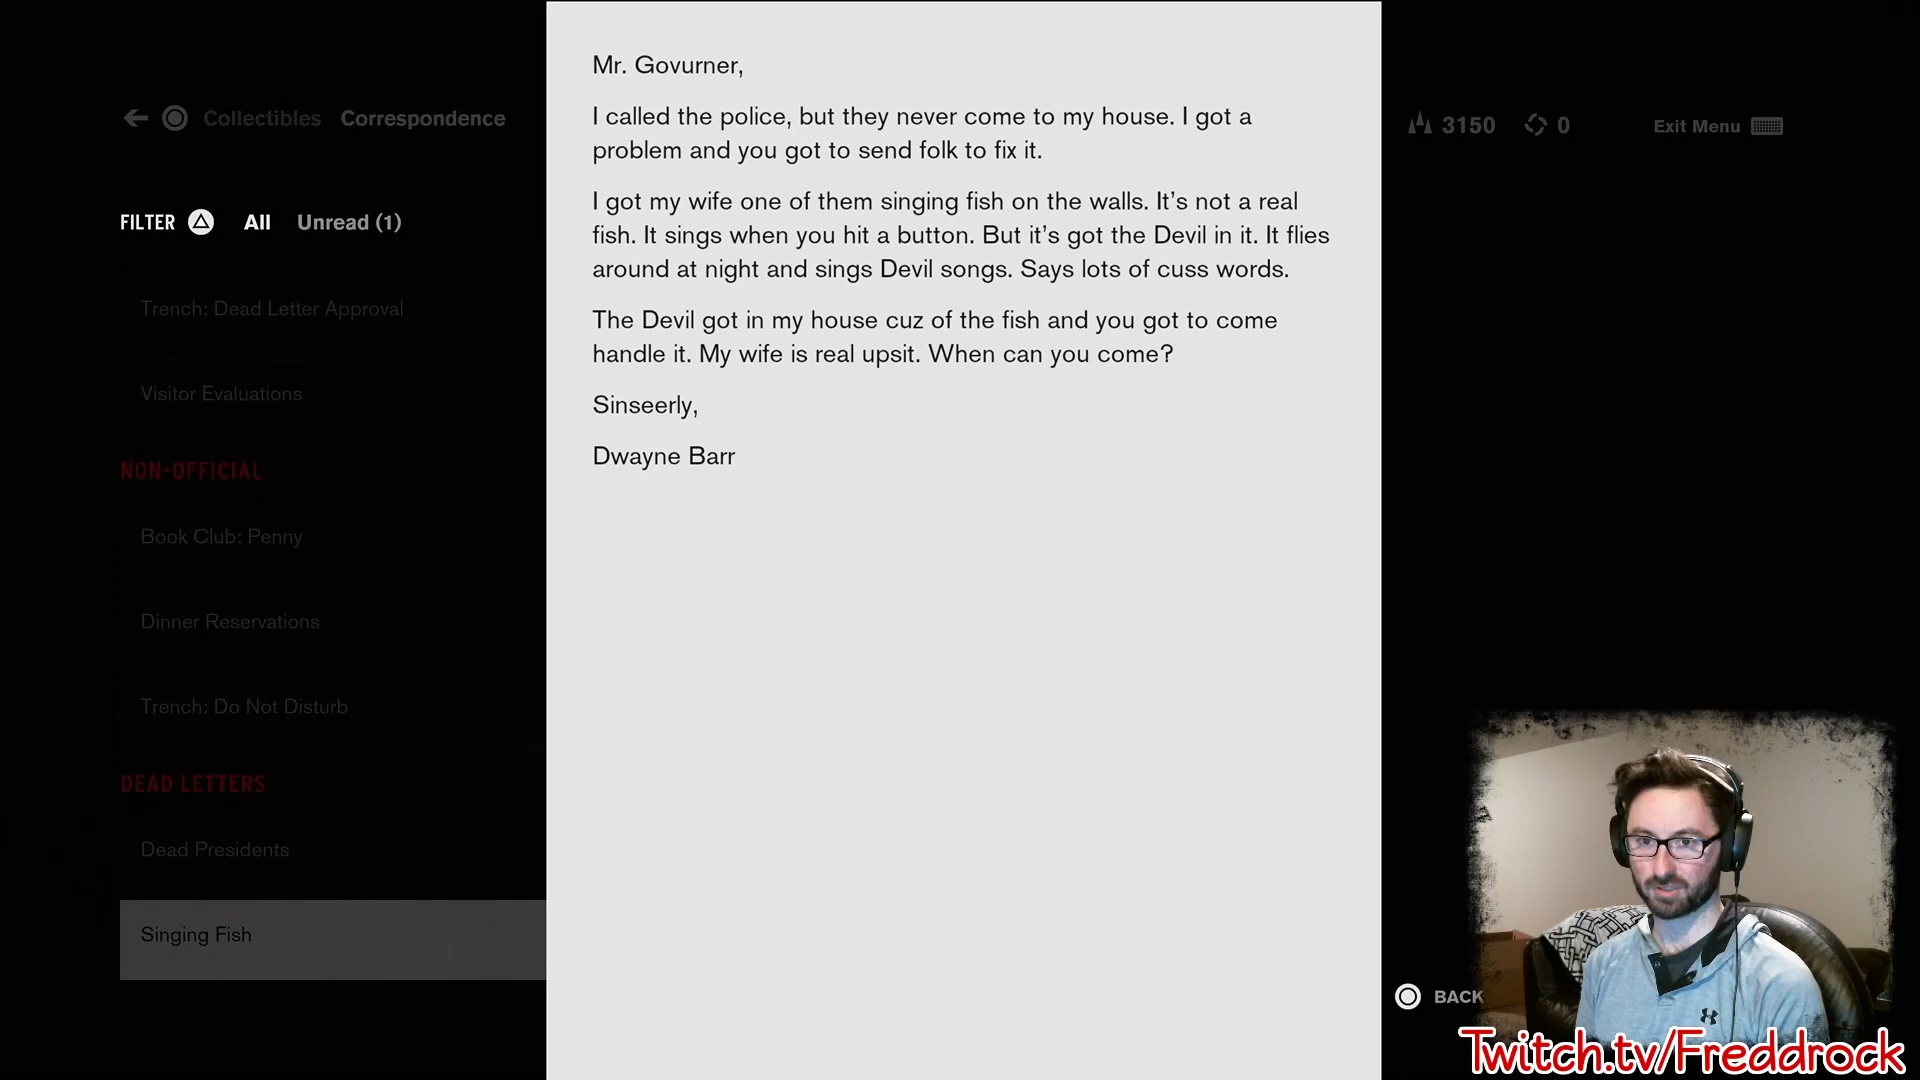 Collectibles Correspondence
3150
0
Exit Menu
FILTER All Unread (1)
Trench: Dead Letter Approval
Visitor Evaluations
NON-OFFICIAL
Book Club: Penny
Dinner Reservations
Trench: Do Not Disturb
DEAD LETTERS
Dead Presidents
Singing Fish
Mr. Govurner,
I called the police, but they never come to my house. I got a
problem and you got to send folk to fix it.
I got my wife one of them singing fish on the walls. It’s not a real
fish. It sings when you hit a button. But it’s got the Devil in it. It flies
around at night and sings Devil songs. Says lots of cuss words.
The Devil got in my house cuz of the fish and you got to come
handle it. My wife is real upsit. When can you come?
Sinseerly,
Dwayne Barr
BACK
Twitch.tv/Freddrock